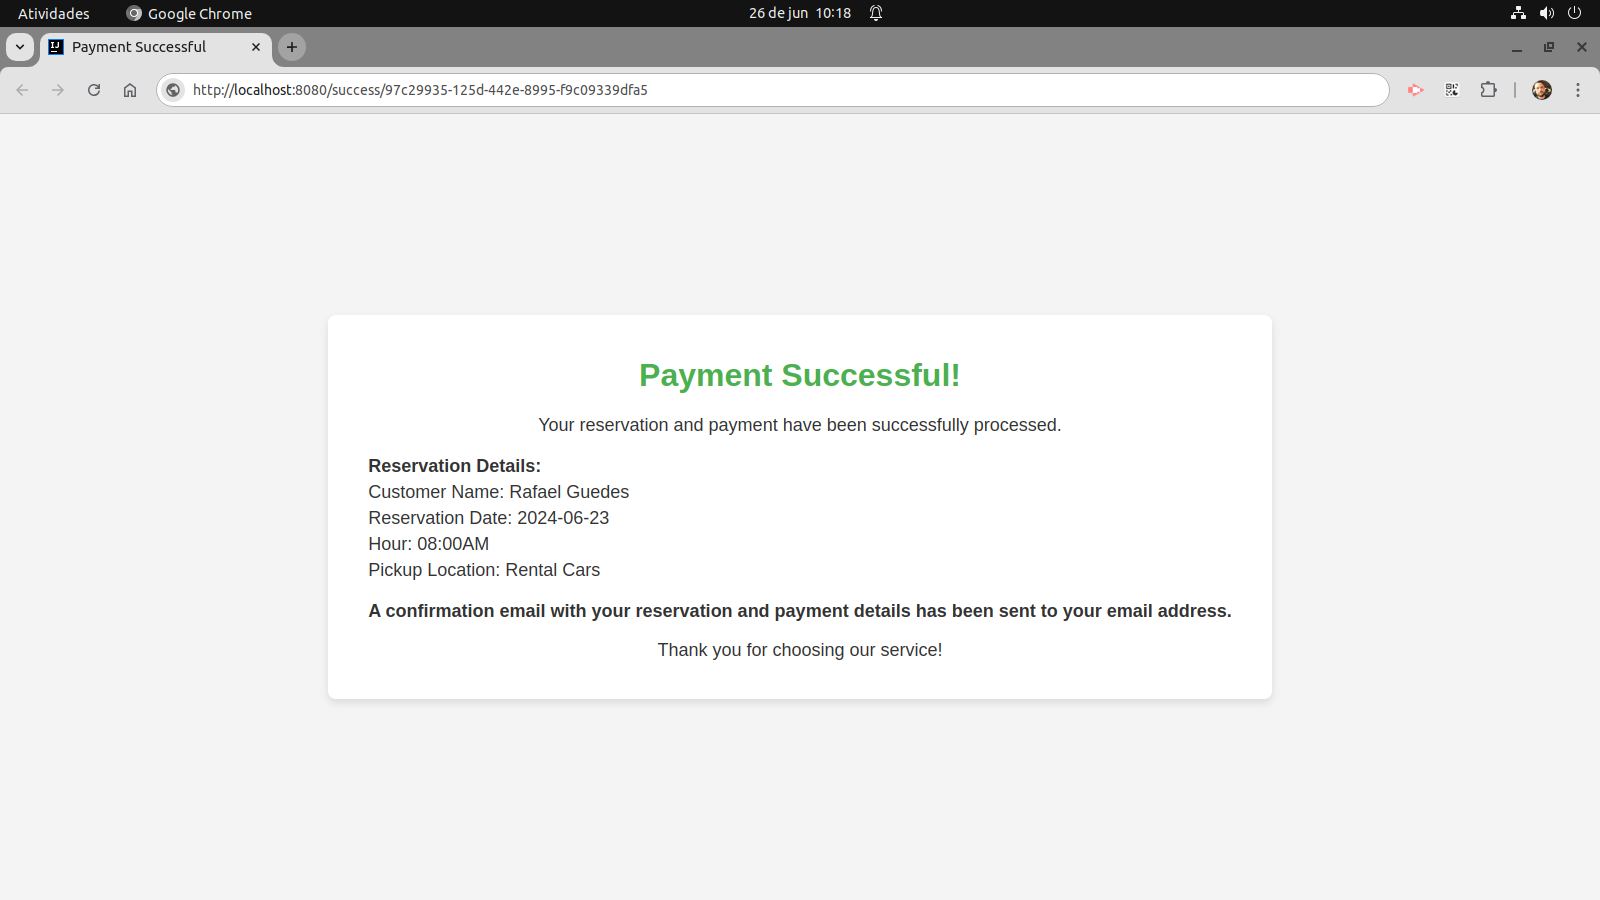 Atividades
Google Chrome
26 de jun 10:18
IJ
Payment Successful
http://localhost:8080/success/97c29935-125d-442e-8995-f9c09339dfa5
Payment Successful!
Your reservation and payment have been successfully processed.
Reservation Details:
Customer Name: Rafael Guedes
Reservation Date: 2024-06-23
Hour: 08:00AM
Pickup Location: Rental Cars
A confirmation email with your reservation and payment details has been sent to your email address.
Thank you for choosing our service!